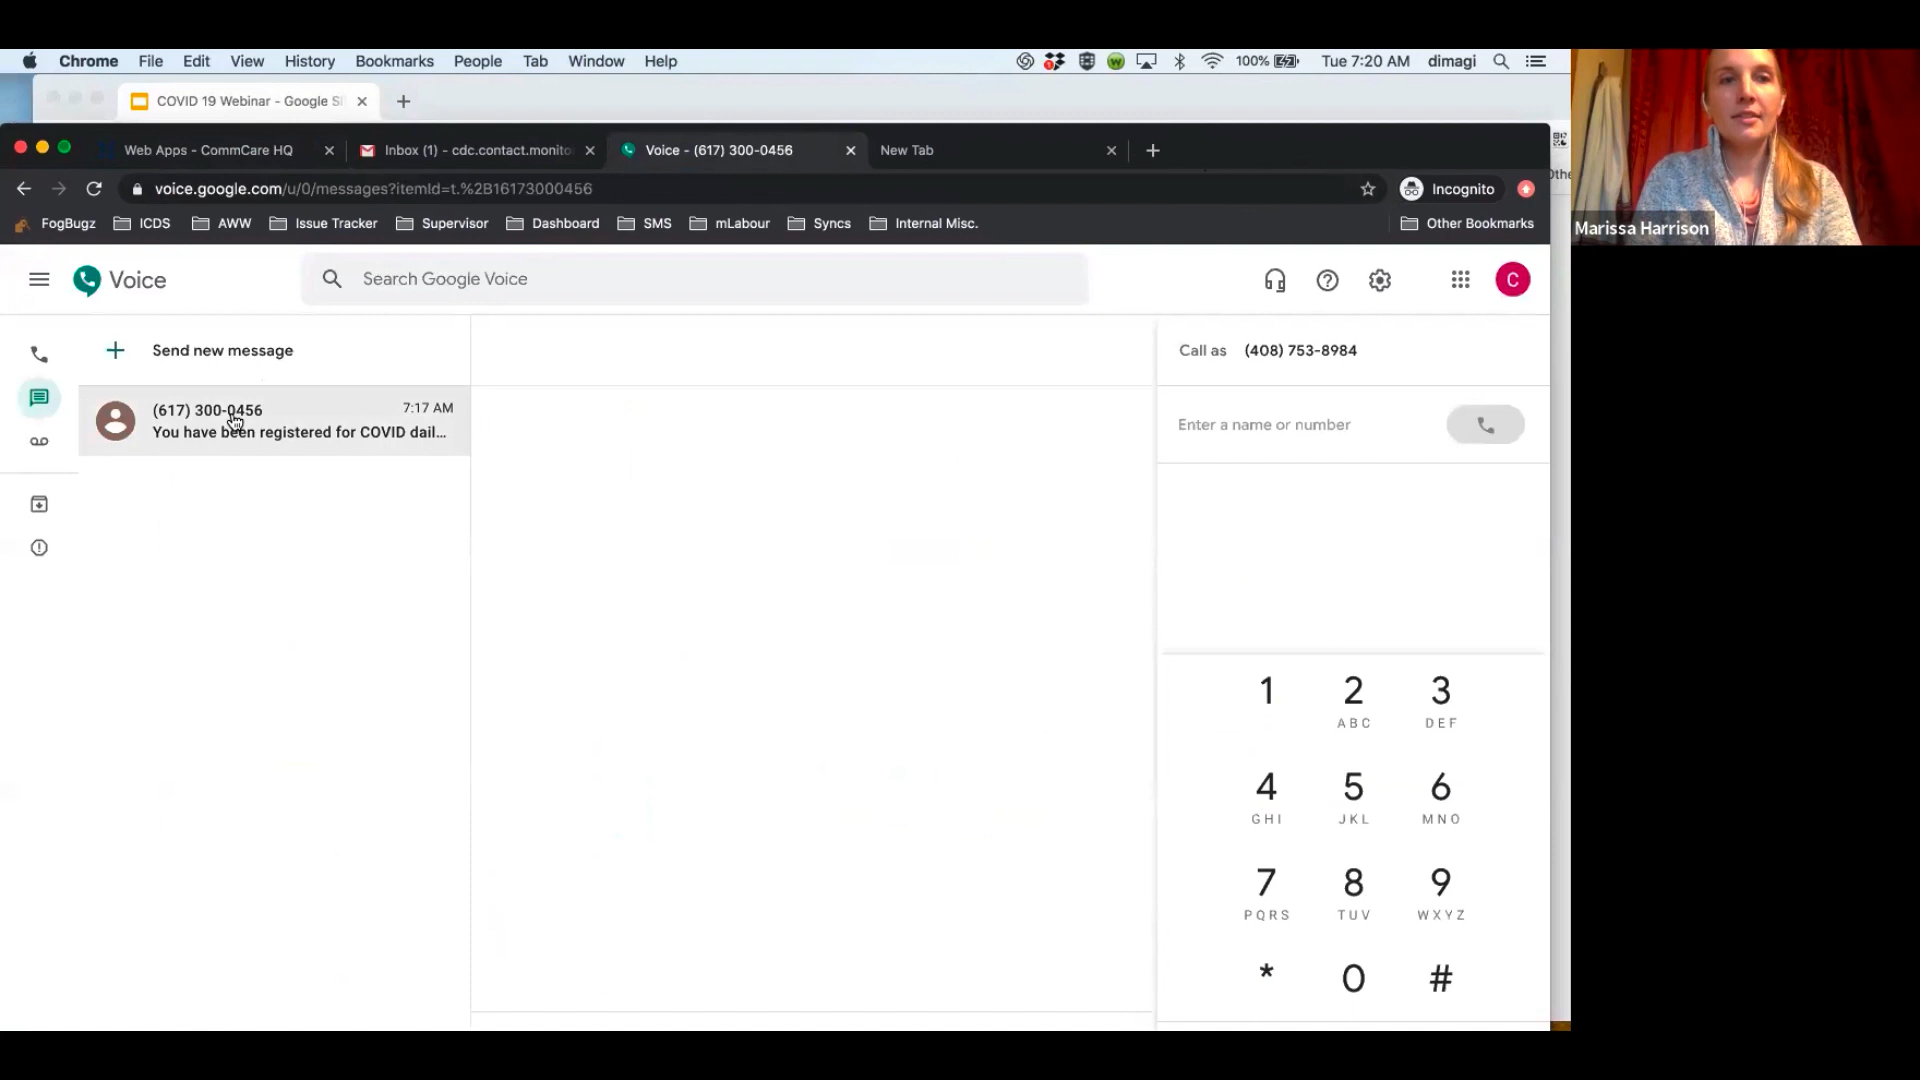 Chrome File Edit View History Bookmarks People Tab Window Help
100% Tue 7:20 AM dimagi
COVID 19 Webinar - Google Sl
Web Apps - CommCare HQ
Inbox (1) - cdc.contact.monito
Voice - (617) 300-0456
New Tab
voice.google.com/u/0/messages?itemId=t.%2B16173000456
Incognito
FogBugz ICDS AWW Issue Tracker Supervisor Dashboard SMS mLabour Syncs Internal Misc. Other Bookmarks
Marissa Harrison
Voice
Search Google Voice
C
Send new message
Call as (408) 753-8984
(617) 300-0456 7:17 AM
You have been registered for COVID dail...
Enter a name or number
1 2 3
ABC DEF
4 5 6
GHI JKL MNO
7 8 9
PQRS TUV WXYZ
* 0 #